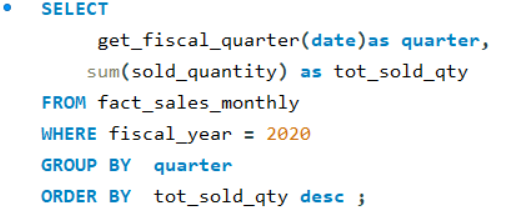 SELECT
get_fiscal_quarter(date)as quarter,
sum(sold_quantity) as tot_sold_qty
FROM fact_sales_monthly
WHERE fiscal_year = 2020
GROUP BY  quarter
ORDER BY  tot_sold_qty desc ;